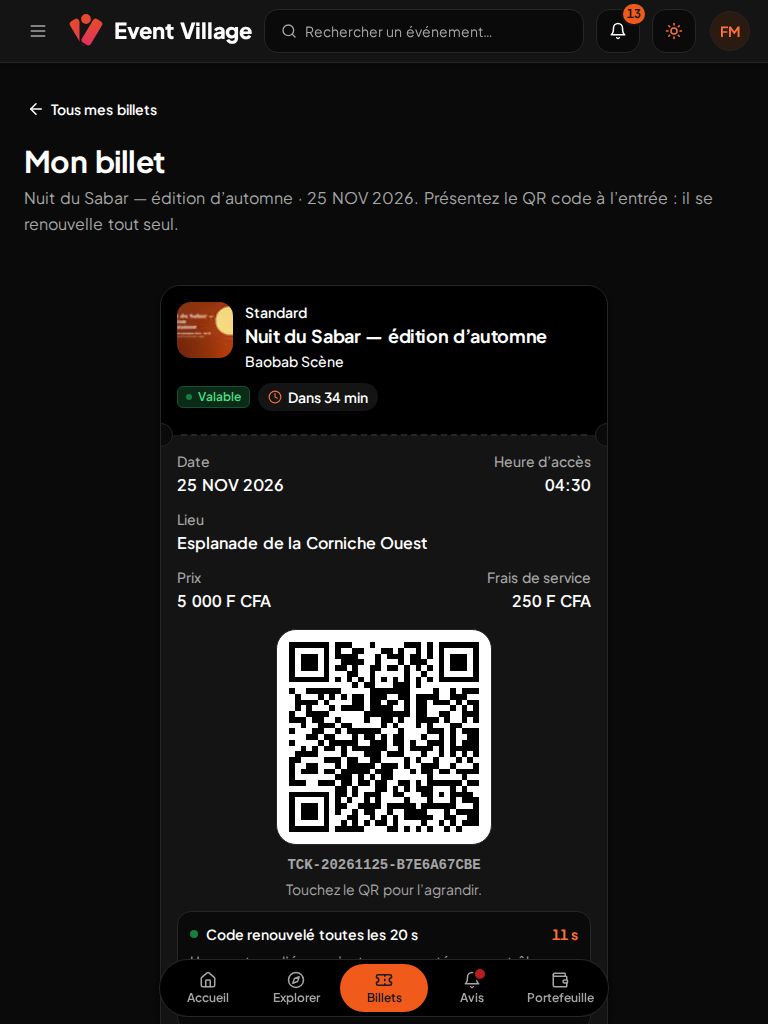 Event Village
Rechercher un événement…
13
FM
Tous mes billets
Mon billet
Nuit du Sabar — édition d’automne · 25 NOV 2026. Présentez le QR code à l’entrée : il se
renouvelle tout seul.
Standard
Nuit du Sabar — édition d’automne
Baobab Scène
Valable
Dans 34 min
Date
Heure d’accès
25 NOV 2026
04:30
Lieu
Esplanade de la Corniche Ouest
Prix
Frais de service
5 000 F CFA
250 F CFA
TCK-20261125-B7E6A67CBE
Touchez le QR pour l’agrandir.
Code renouvelé toutes les 20 s
11 s
Accueil
Explorer
Billets
Avis
Portefeuille